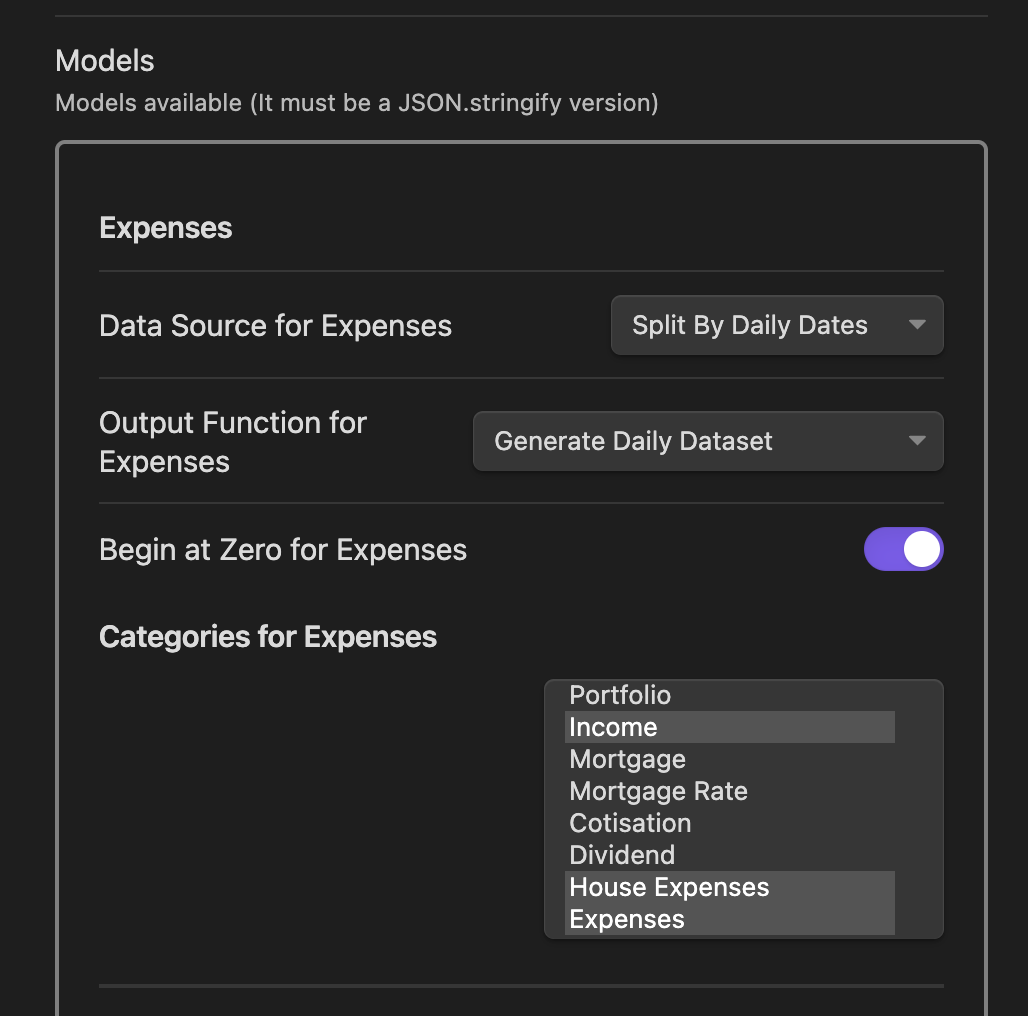 Models
Models available (It must be a JSON.stringify version)
Expenses
Data Source for Expenses
Split By Daily Dates
Output Function for
Expenses
Generate Daily Dataset
Begin at Zero for Expenses
Categories for Expenses
Portfolio
Income
Mortgage
Mortgage Rate
Cotisation
Dividend
House Expenses
Expenses